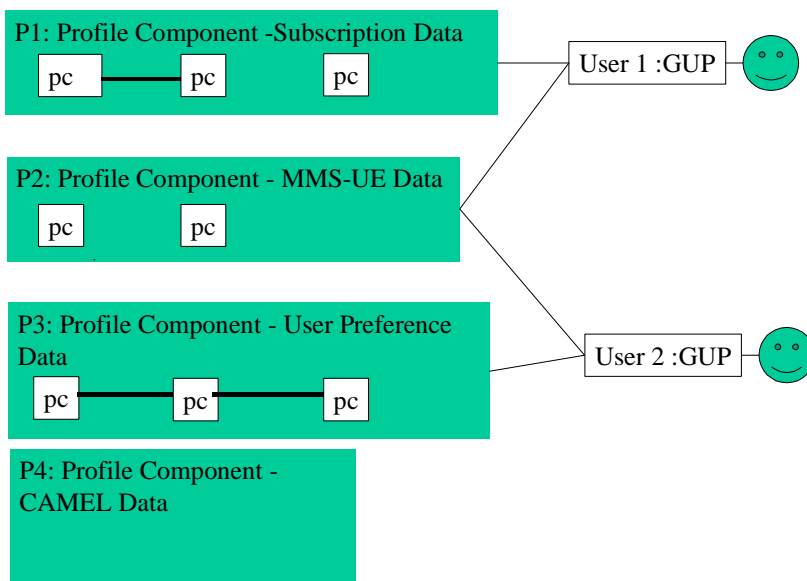 P1: Profile Component -Subscription Data
pc
pc
pc
User 1 :GUP
P2: Profile Component - MMS-UE Data
pc
pc
P3: Profile Component - User Preference
Data
pc
pc
pc
User 2 :GUP
P4: Profile Component -
CAMEL Data